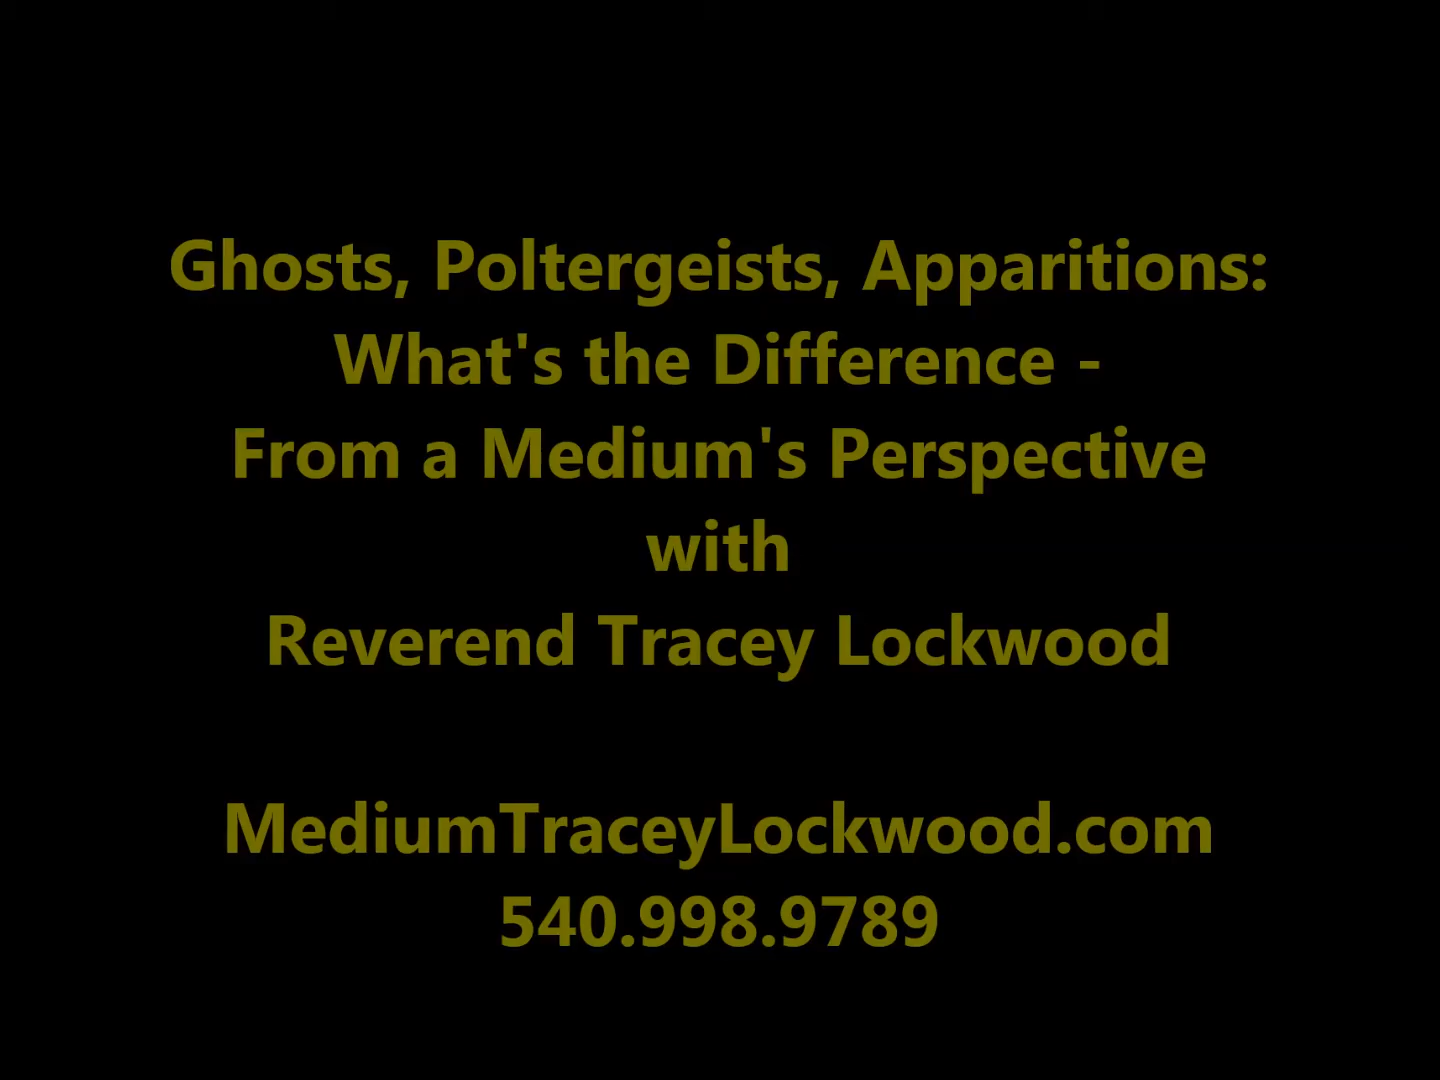 Ghosts, Poltergeists, Apparitions:
What's the Difference -
From a Medium's Perspective
with
Reverend Tracey Lockwood
MediumTraceyLockwood.com
540.998.9789